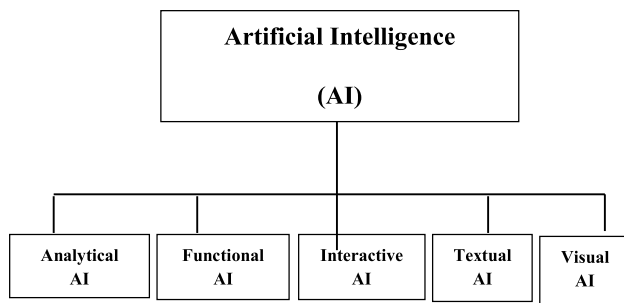 Artificial Intelligence
(AI)
Analytical
AI
Functional
AI
Interactive
AI
Textual
AI
Visual
AI